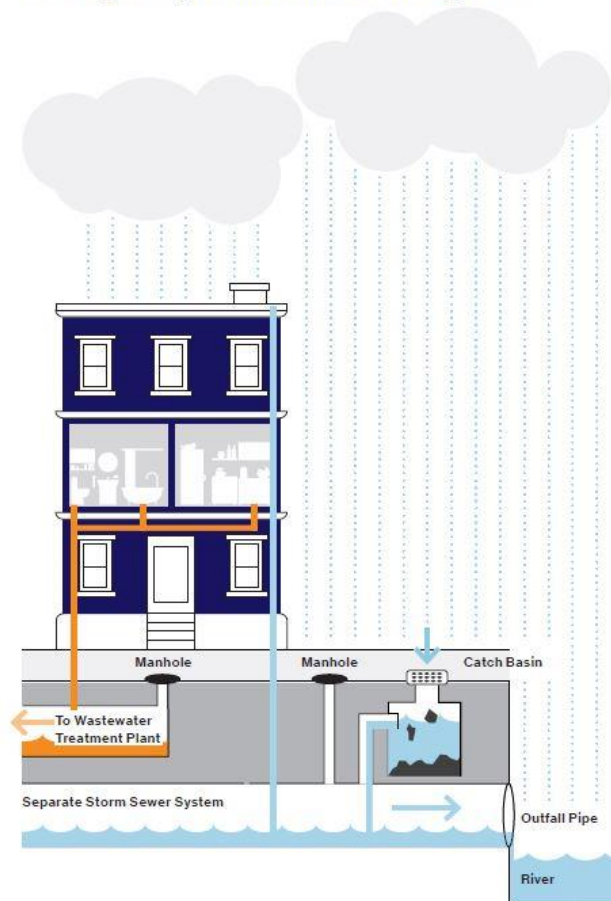 Manhole
Manhole
Catch Basin
To Wastewater
Treatment Plant
Separate Storm Sewer System
Outfall Pipe
River